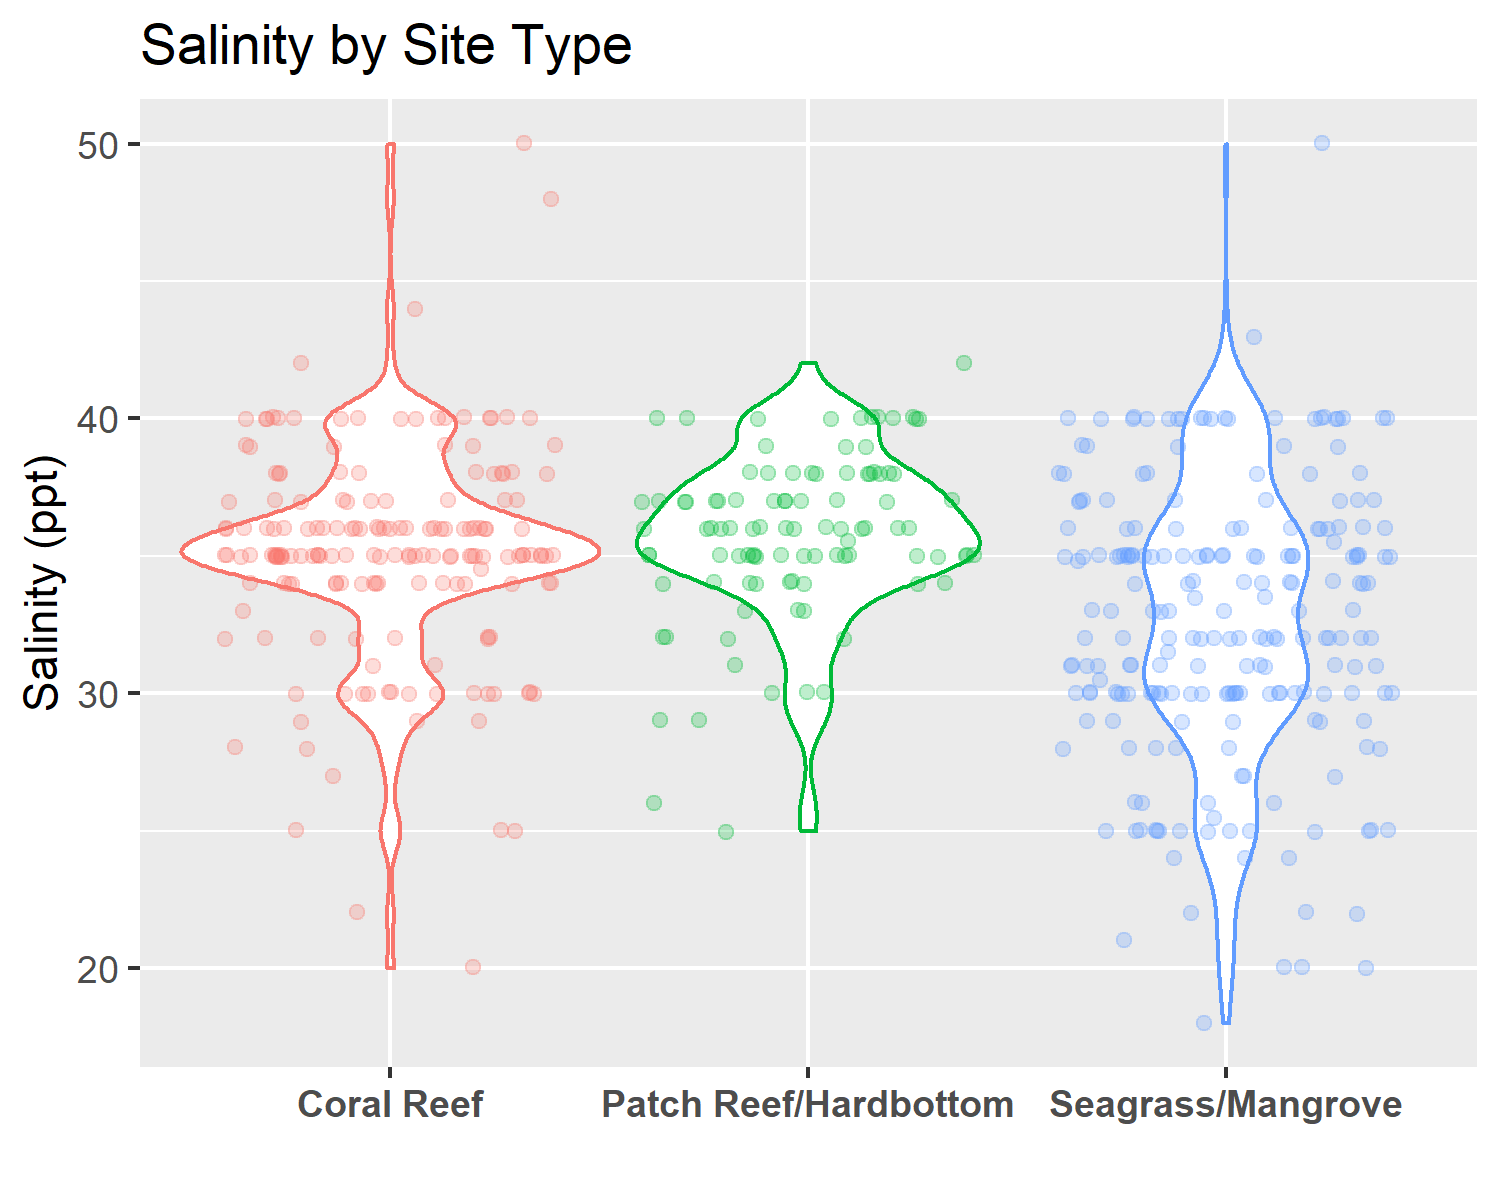 Salinity by Site Type
Salinity (ppt)
50
40
30
20
Coral Reef
Patch Reef/Hardbottom
Seagrass/Mangrove